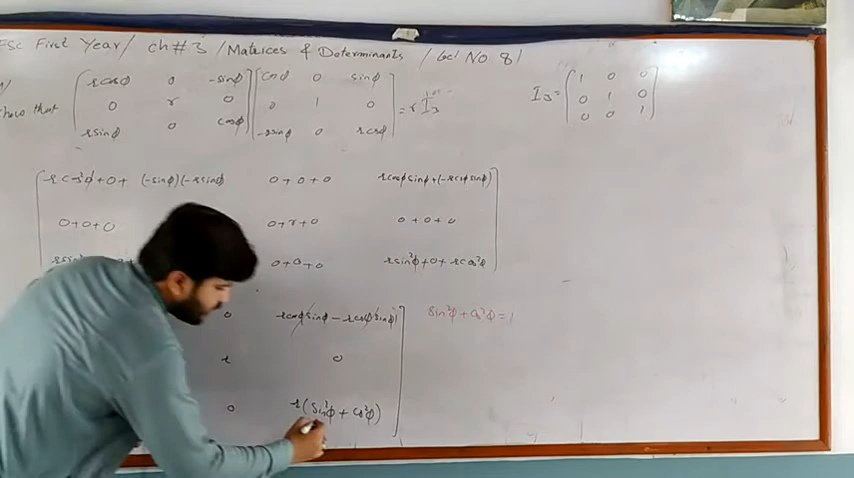 FSc First Year / ch#3 / Matrices & Determinants / Lec No 8
show that [r cosϕ 0 -sinϕ] [cosϕ 0 sinϕ] = r I₃ I₃ = [1 0 0]
[0 r 0] [0 1 0] [0 1 0]
[r sinϕ 0 cosϕ] [-r sinϕ 0 r cosϕ] [0 0 1]
r cos²ϕ + 0 + (-sinϕ)(-r sinϕ) 0+0+0 r cosϕ sinϕ + (-r cosϕ sinϕ)
0+0+0 0+r+0 0+0+0
0+0+0 r sin²ϕ + 0 + r cos²ϕ
0 r cosϕ sinϕ - r cosϕ sinϕ sin²ϕ + cos²ϕ = 1
r 0
0 r(sin²ϕ + cos²ϕ)